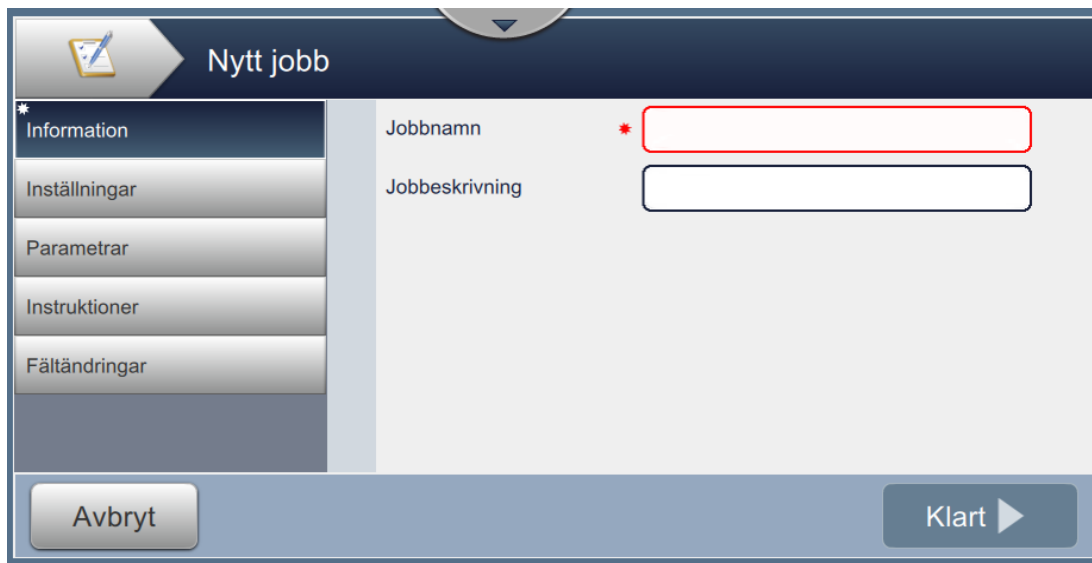 Nytt jobb
Information
Inställningar
Parametrar
Instruktioner
Fältändringar
Jobbnamn
Jobbeskrivning
Avbryt
Klart